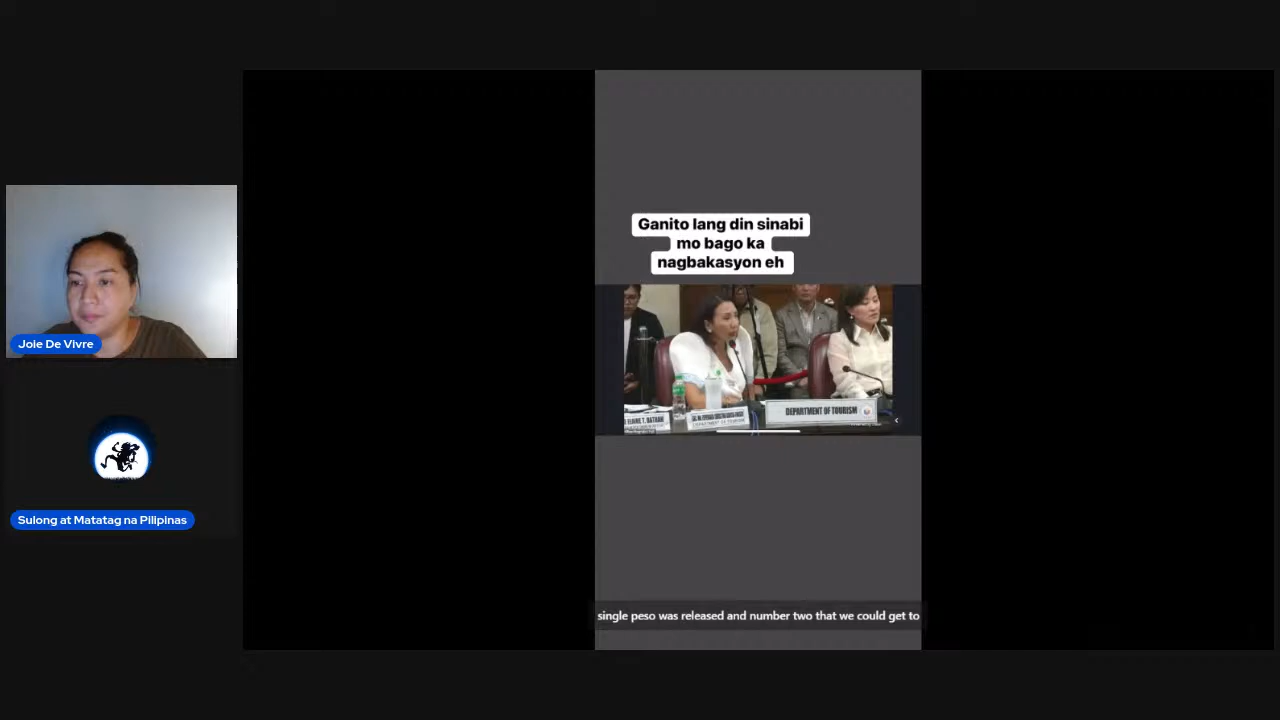 Ganito lang din sinabi
mo bago ka
nagbakasyon eh
Joie De Vivre
DEPARTMENT OF TOURISM
Sulong at Matatag na Pilipinas
single peso was released and number two that we could get to